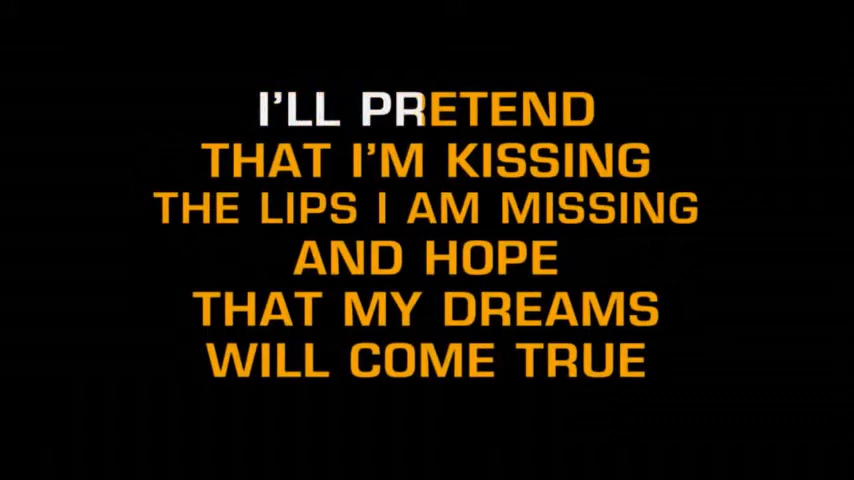 I'LL PRETEND
THAT I'M KISSING
THE LIPS I AM MISSING
AND HOPE
THAT MY DREAMS
WILL COME TRUE